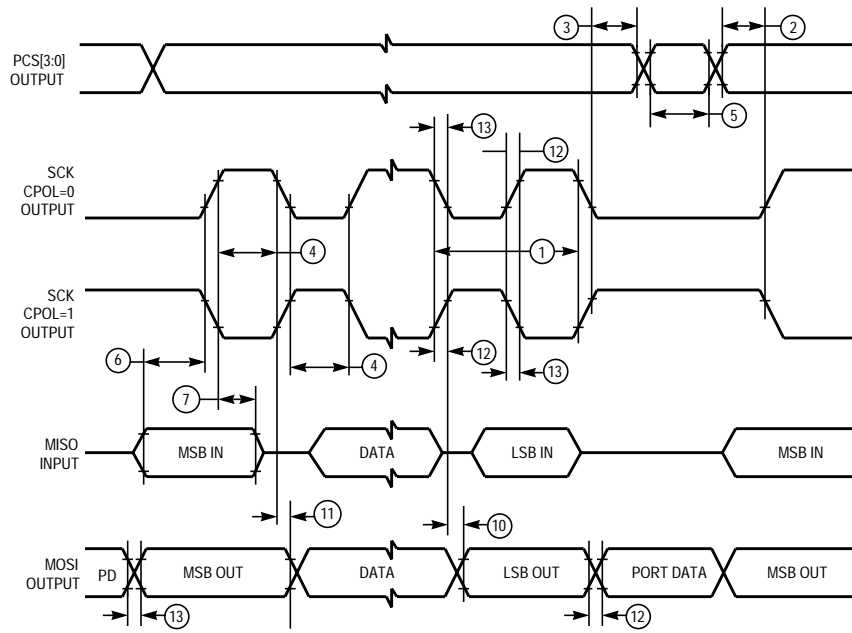 3
2
PCS[3:0]
OUTPUT
5
13
12
SCK
CPOL=0
OUTPUT
4
1
SCK
CPOL=1
OUTPUT
6
12
4
13
7
MISO
INPUT
MSB IN
DATA
LSB IN
MSB IN
11
10
MOSI
OUTPUT
PD
MSB OUT
DATA
LSB OUT
PORT DATA
MSB OUT
13
12